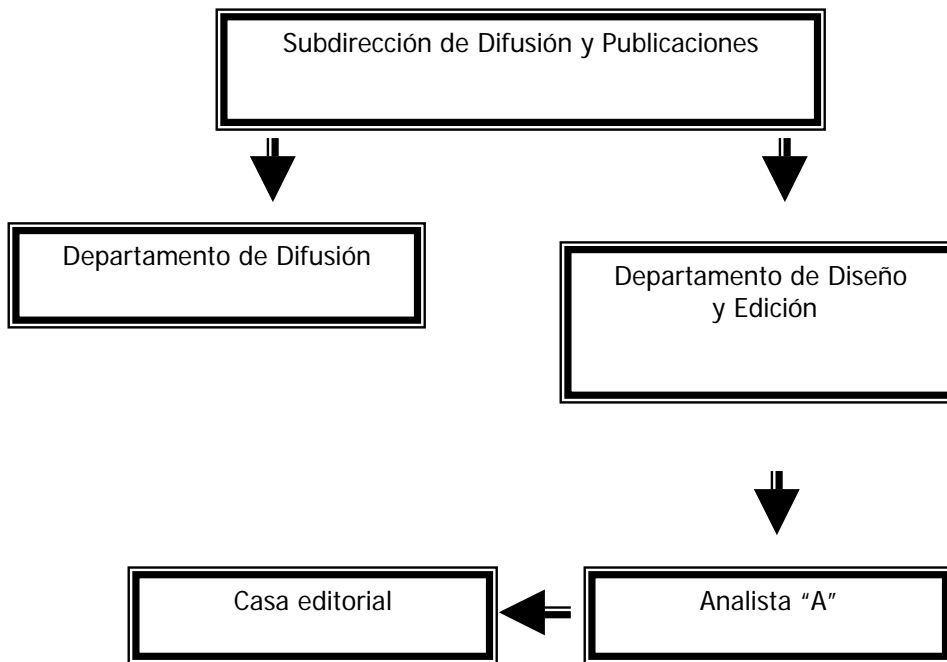 Subdirección de Difusión y Publicaciones
Departamento de Difusión
Departamento de Diseño
y Edición
Casa editorial
Analista “A”